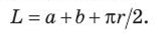 L = a + b + πr/2.